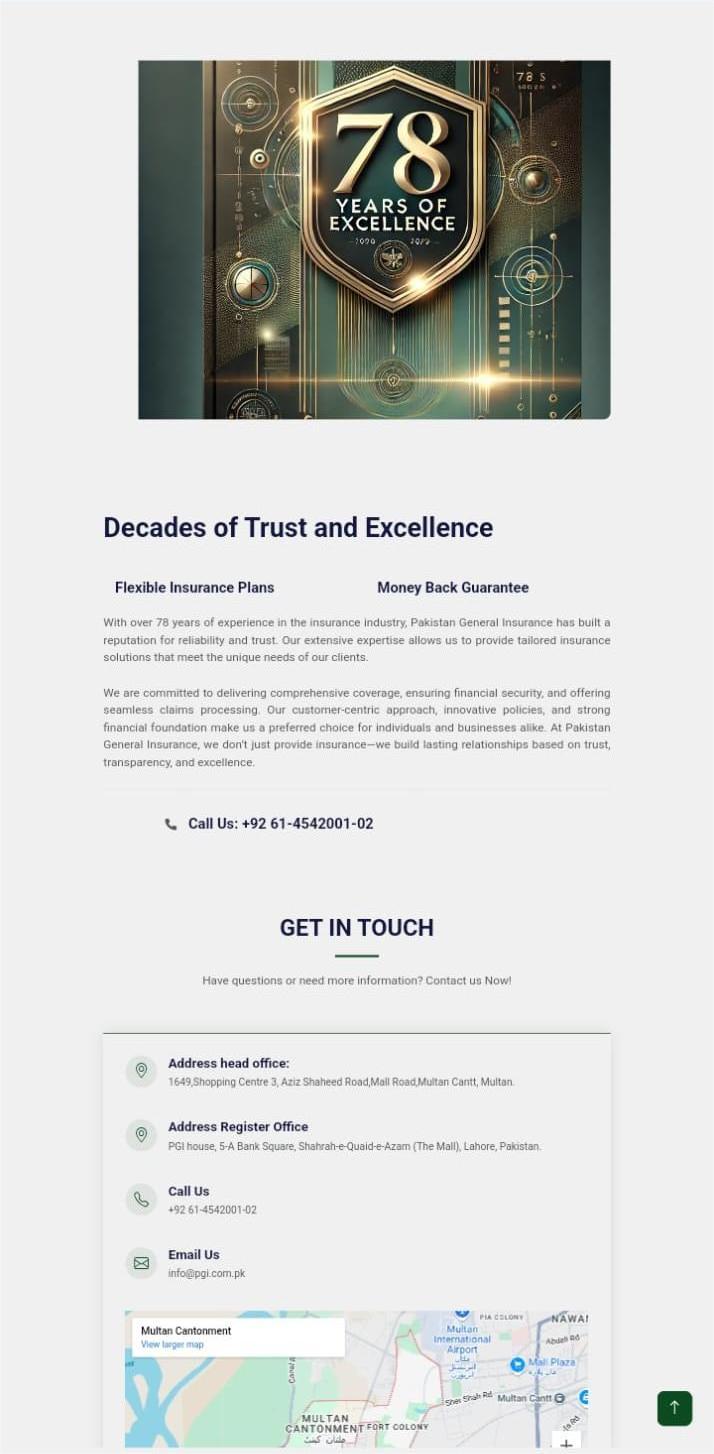 78 S
78
YEARS OF
EXCELLENCE
Decades of Trust and Excellence
Flexible Insurance Plans
Money Back Guarantee
With over 78 years of experience in the insurance industry, Pakistan General Insurance has built a
reputation for reliability and trust. Our extensive expertise allows us to provide tailored insurance
solutions that meet the unique needs of our clients.
We are committed to delivering comprehensive coverage, ensuring financial security, and offering
seamless claims processing. Our customer-centric approach, innovative policies, and strong
financial foundation make us a preferred choice for individuals and businesses alike. At Pakistan
General Insurance, we don't just provide insurance—we build lasting relationships based on trust,
transparency, and excellence.
Call Us: +92 61-4542001-02
GET IN TOUCH
Have questions or need more information? Contact us Now!
Address head office:
1649,Shopping Centre 3, Aziz Shaheed Road,Mall Road,Multan Cantt, Multan.
Address Register Office
PGI house, 5-A Bank Square, Shahrah-e-Quaid-e-Azam (The Mall), Lahore, Pakistan.
Call Us
+92 61-4542001-02
Email Us
info@pgi.com.pk
Multan Cantonment
View larger map
PIA COLONY
NAWA
Multan
International
Airport
ملتان
انٹرنیشنل
ایرپورٹ
Abdali Rd
Mall Plaza
مال پلازہ
Sher Shah Rd
Multan Cantt
MULTAN
CANTONMENT
ملتان کینٹ
FORT COLONY